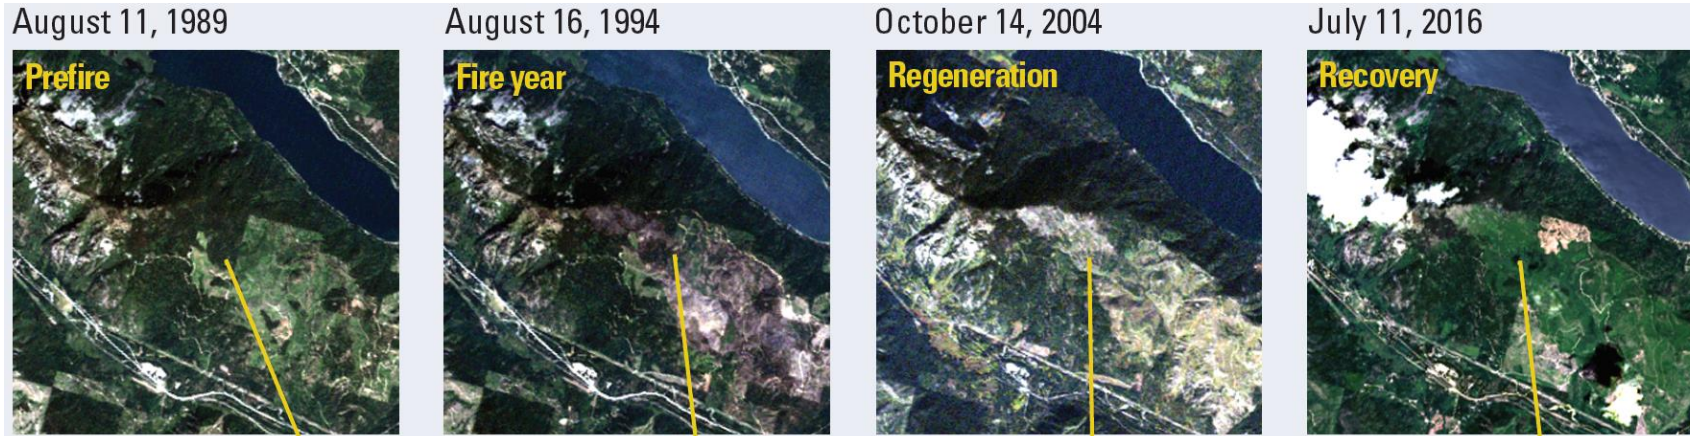 August 11, 1989
Prefire
August 16, 1994
Fire year
October 14, 2004
Regeneration
July 11, 2016
Recovery